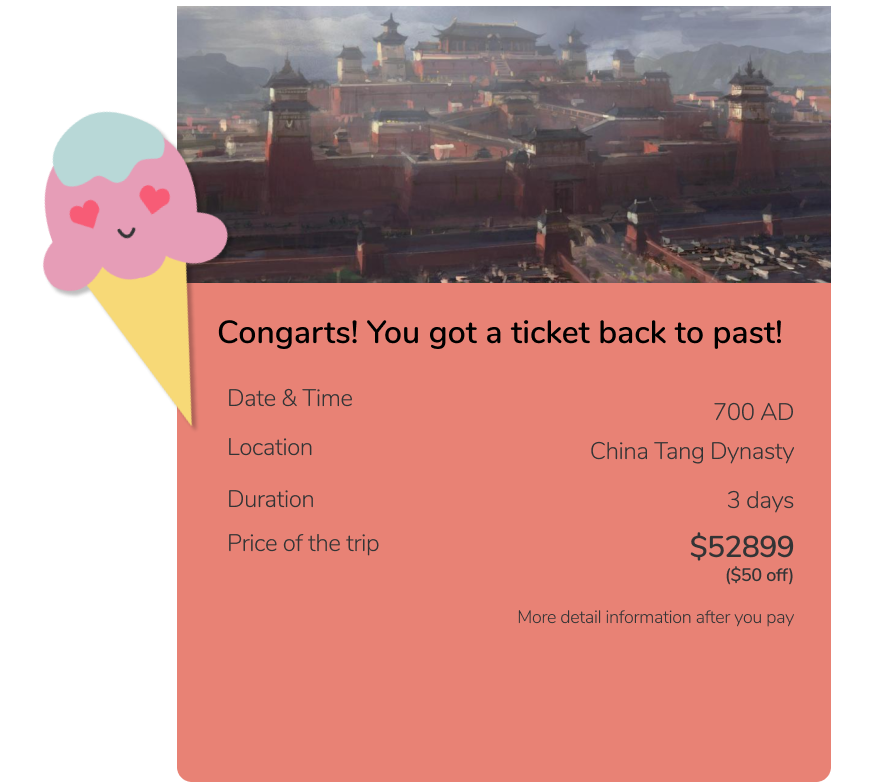 Congarts! You got a ticket back to past!
Date & Time
700 AD
Location
China Tang Dynasty
Duration
3 days
Price of the trip
$52899
($50 off)
More detail information after you pay